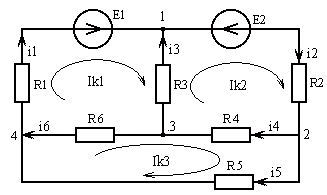 E1 1 E2
i1 i3 i2
R1 Ik1 R3 Ik2 R2
4 i6 R6 .3 R4 i4 2
Ik3 R5 i5